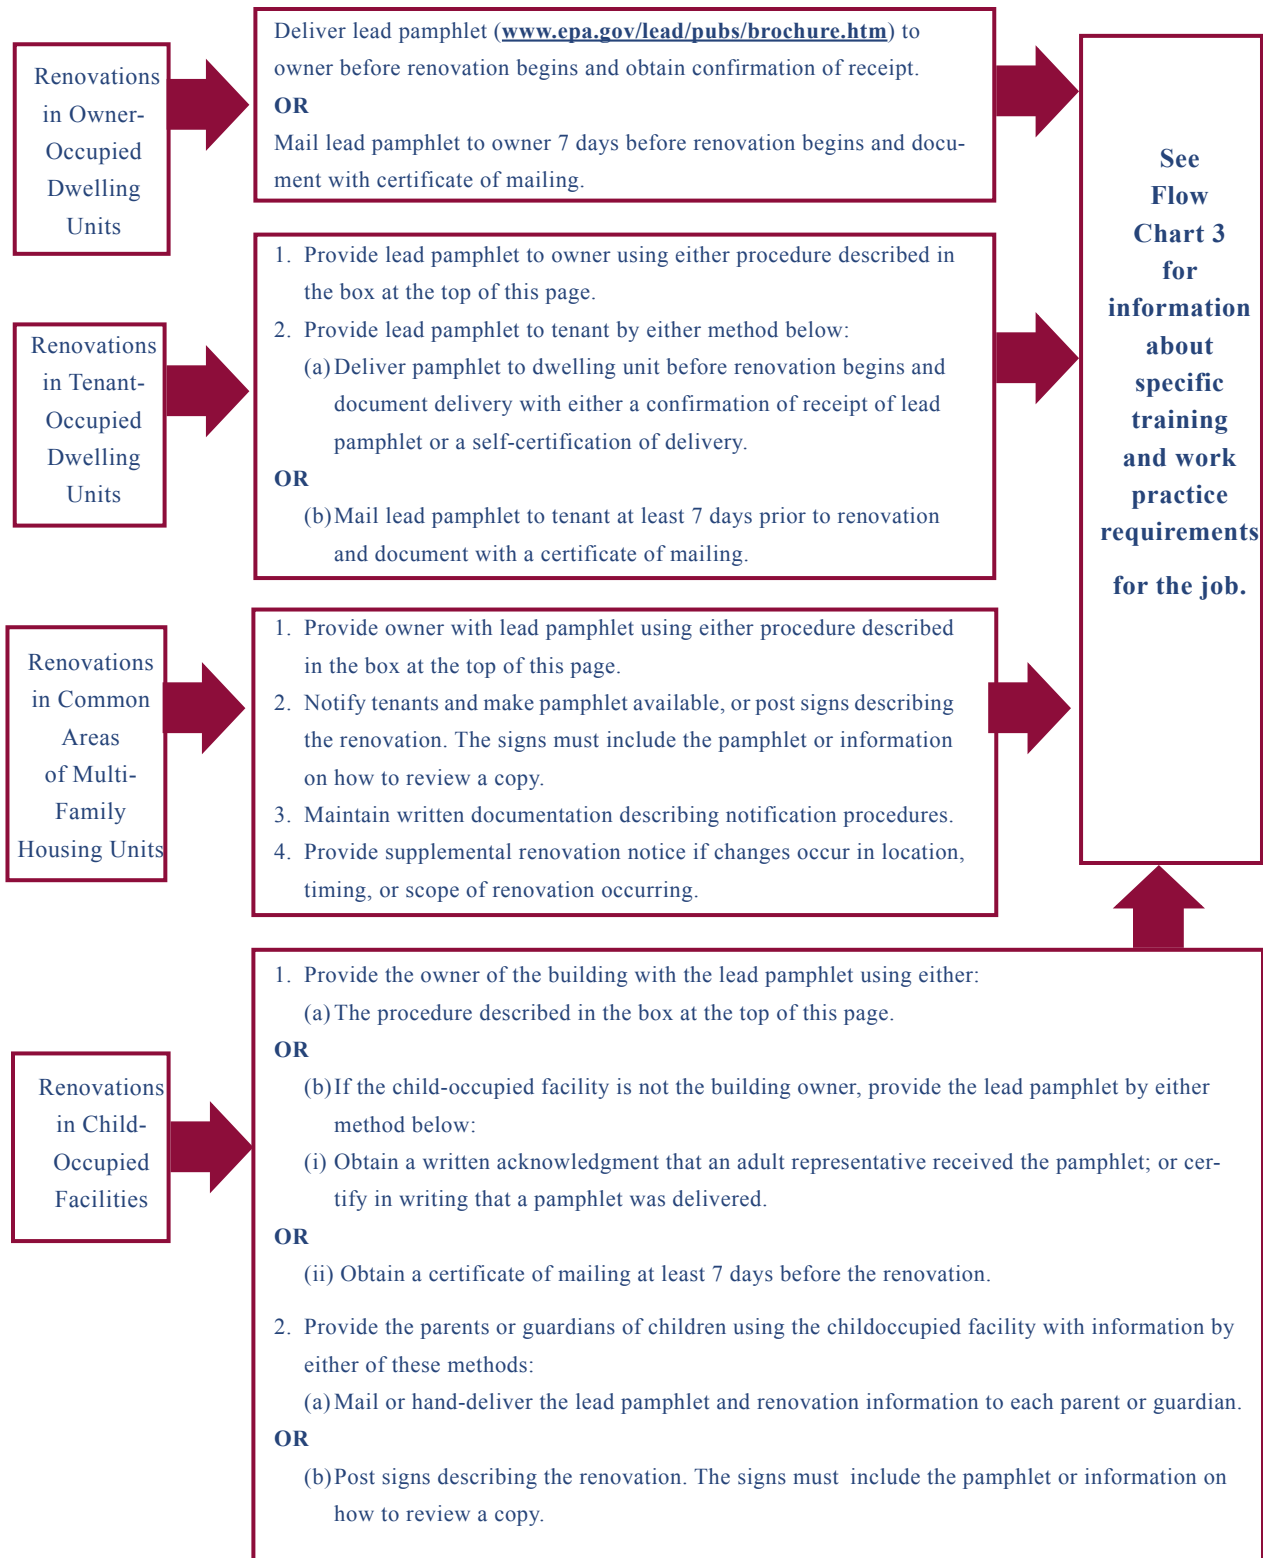 Renovations
in Owner-
Occupied
Dwelling
Units
Deliver lead pamphlet (www.epa.gov/lead/pubs/brochure.htm) to
owner before renovation begins and obtain confirmation of receipt.
OR
Mail lead pamphlet to owner 7 days before renovation begins and docu-
ment with certificate of mailing.
Renovations
in Tenant-
Occupied
Dwelling
Units
1. Provide lead pamphlet to owner using either procedure described in
the box at the top of this page.
2. Provide lead pamphlet to tenant by either method below:
(a) Deliver pamphlet to dwelling unit before renovation begins and
document delivery with either a confirmation of receipt of lead
pamphlet or a self-certification of delivery.
OR
(b) Mail lead pamphlet to tenant at least 7 days prior to renovation
and document with a certificate of mailing.
Renovations
in Common
Areas
of Multi-
Family
Housing Units
1. Provide owner with lead pamphlet using either procedure described
in the box at the top of this page.
2. Notify tenants and make pamphlet available, or post signs describing
the renovation. The signs must include the pamphlet or information
on how to review a copy.
3. Maintain written documentation describing notification procedures.
4. Provide supplemental renovation notice if changes occur in location,
timing, or scope of renovation occurring.
Renovations
in Child-
Occupied
Facilities
1. Provide the owner of the building with the lead pamphlet using either:
(a) The procedure described in the box at the top of this page.
OR
(b) If the child-occupied facility is not the building owner, provide the lead pamphlet by either
method below:
(i) Obtain a written acknowledgment that an adult representative received the pamphlet; or cer-
tify in writing that a pamphlet was delivered.
OR
(ii) Obtain a certificate of mailing at least 7 days before the renovation.
2. Provide the parents or guardians of children using the childoccupied facility with information by
either of these methods:
(a) Mail or hand-deliver the lead pamphlet and renovation information to each parent or guardian.
OR
(b) Post signs describing the renovation. The signs must include the pamphlet or information on
how to review a copy.
See
Flow
Chart 3
for
information
about
specific
training
and work
practice
requirements
for the job.